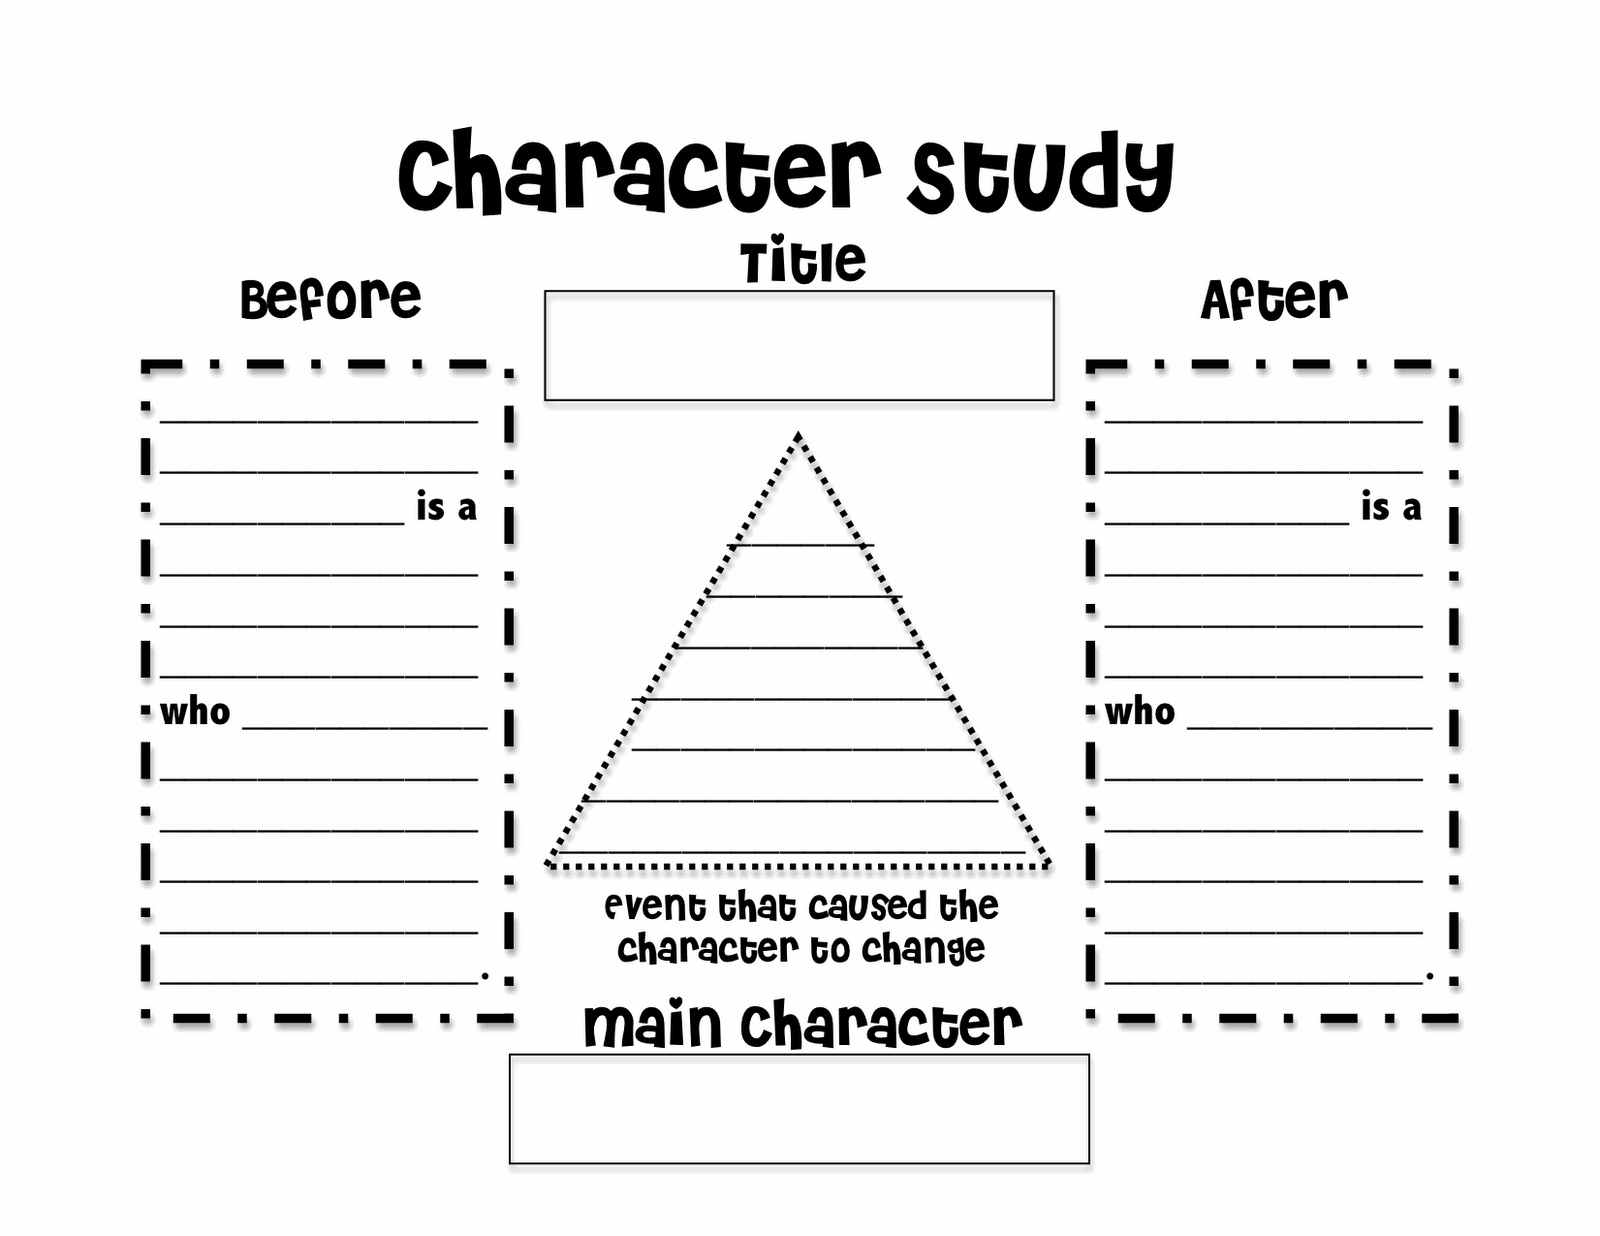 Character Study
Title
Before
After
is a
who
.
event that caused the
character to change
is a
who
.
Main Character